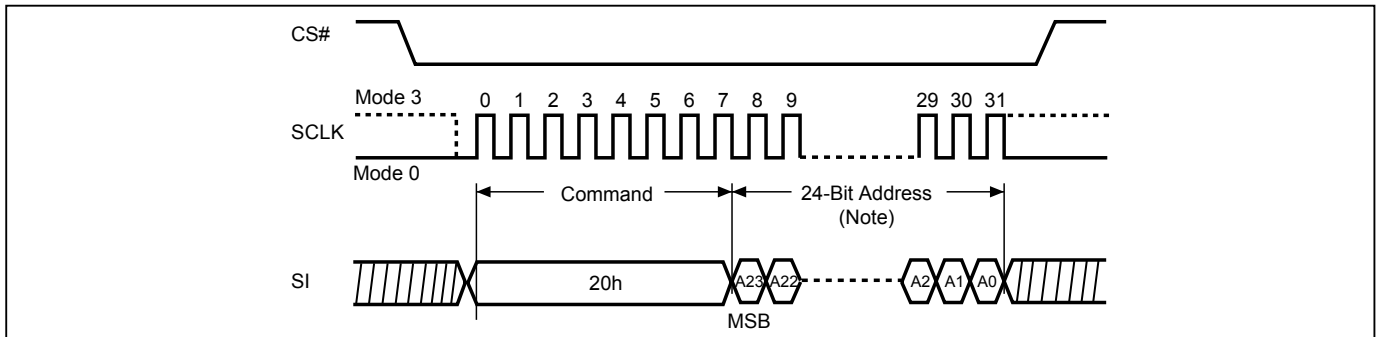 CS#
Mode 3
0 1 2 3 4 5 6 7 8 9 29 30 31
SCLK
Mode 0
Command
24-Bit Address
(Note)
SI
20h
A23 A22 A2 A1 A0
MSB